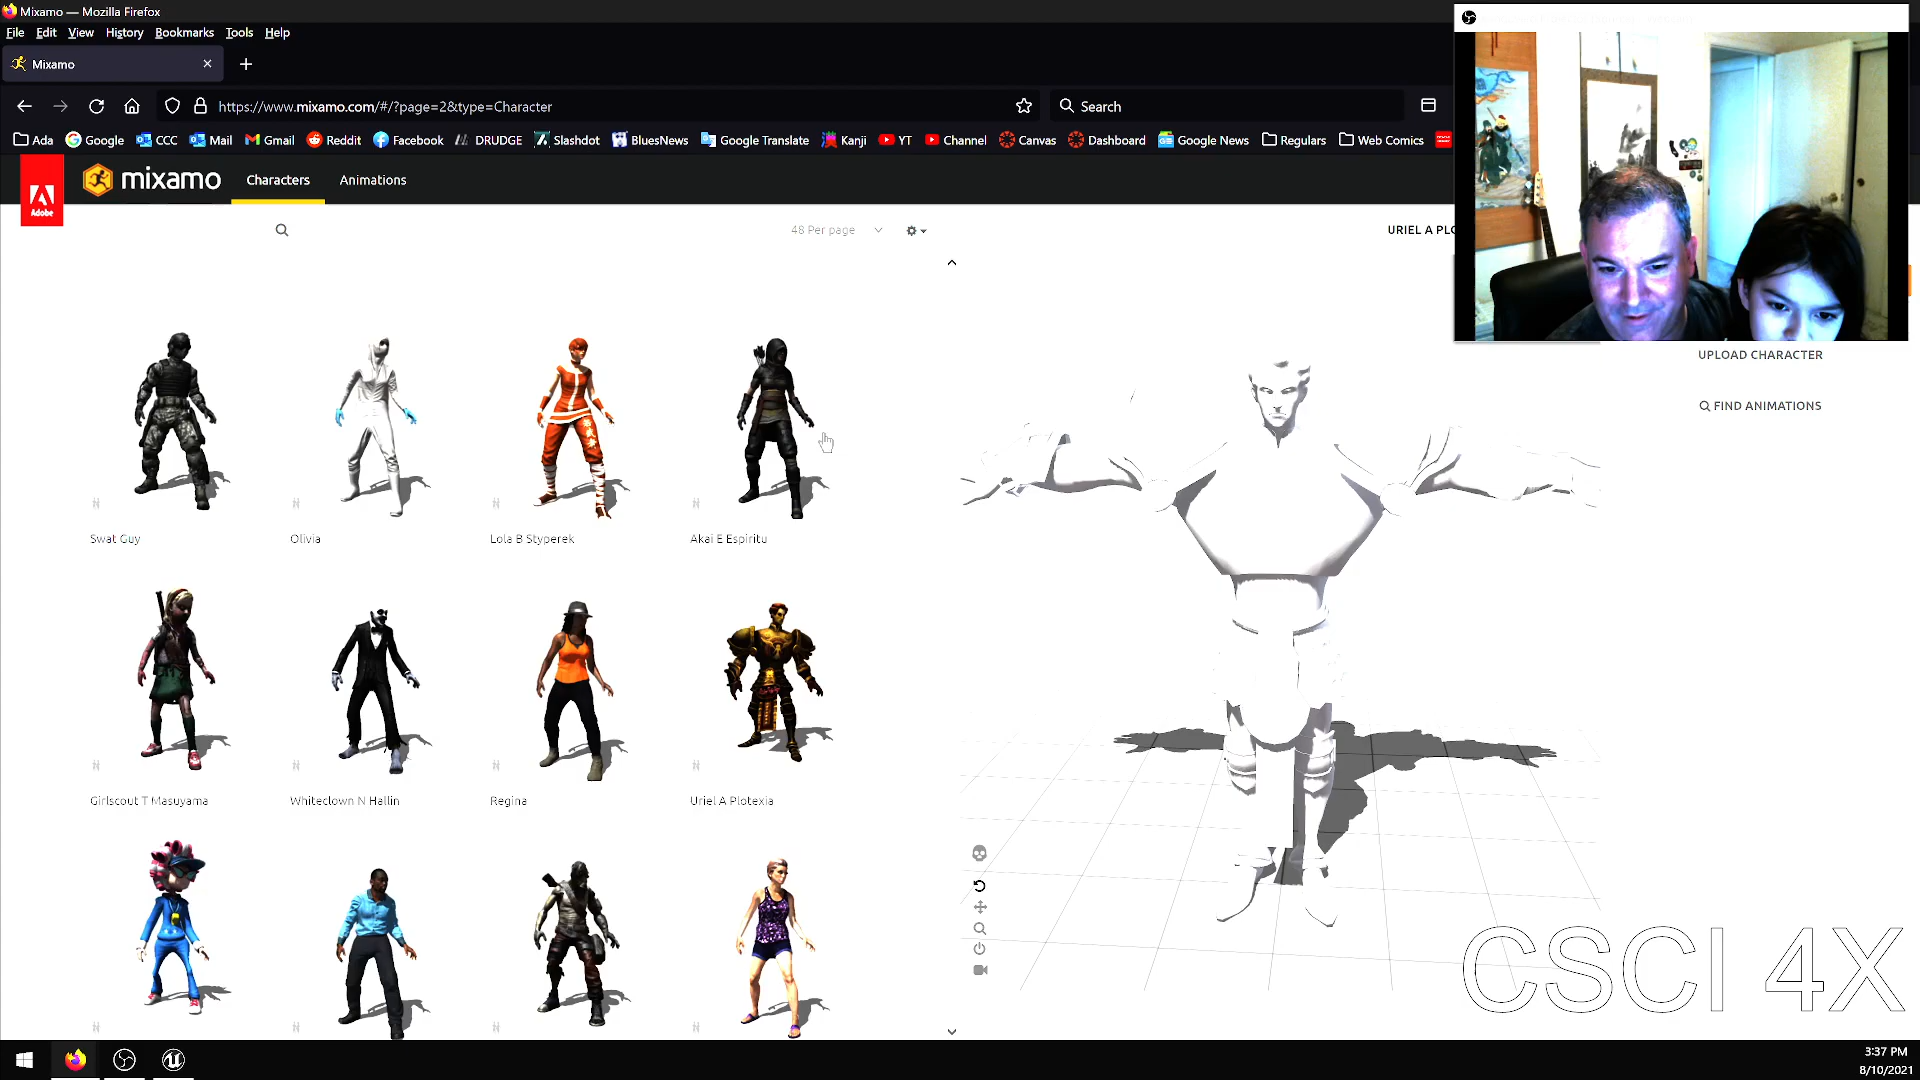 Mixamo — Mozilla Firefox
File Edit View History Bookmarks Tools Help
Mixamo
https://www.mixamo.com/#/?page=2&type=Character
Search
Ada Google CCC Mail Gmail Reddit Facebook DRUDGE Slashdot BluesNews Google Translate Kanji YT Channel Canvas Dashboard Google News Regulars Web Comics
Adobe
mixamo
Characters Animations
48 Per page
URIEL A PLO
UPLOAD CHARACTER
FIND ANIMATIONS
Swat Guy Olivia Lola B Styperek Akai E Espiritu
Girlscout T Masuyama Whiteclown N Hallin Regina Uriel A Plotexia
CSCI 4X
3:37 PM
8/10/2021